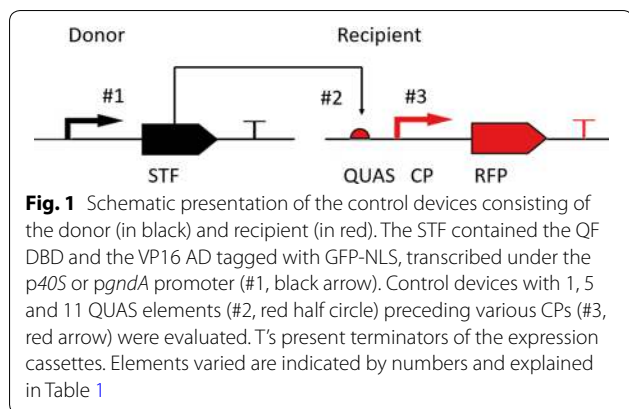 Donor
Recipient
#1
#2
#3
STF
QUAS CP RFP
Fig. 1 Schematic presentation of the control devices consisting of
the donor (in black) and recipient (in red). The STF contained the QF
DBD and the VP16 AD tagged with GFP-NLS, transcribed under the
p40S or pgndA promoter (#1, black arrow). Control devices with 1, 5
and 11 QUAS elements (#2, red half circle) preceding various CPs (#3,
red arrow) were evaluated. T's present terminators of the expression
cassettes. Elements varied are indicated by numbers and explained
in Table 1